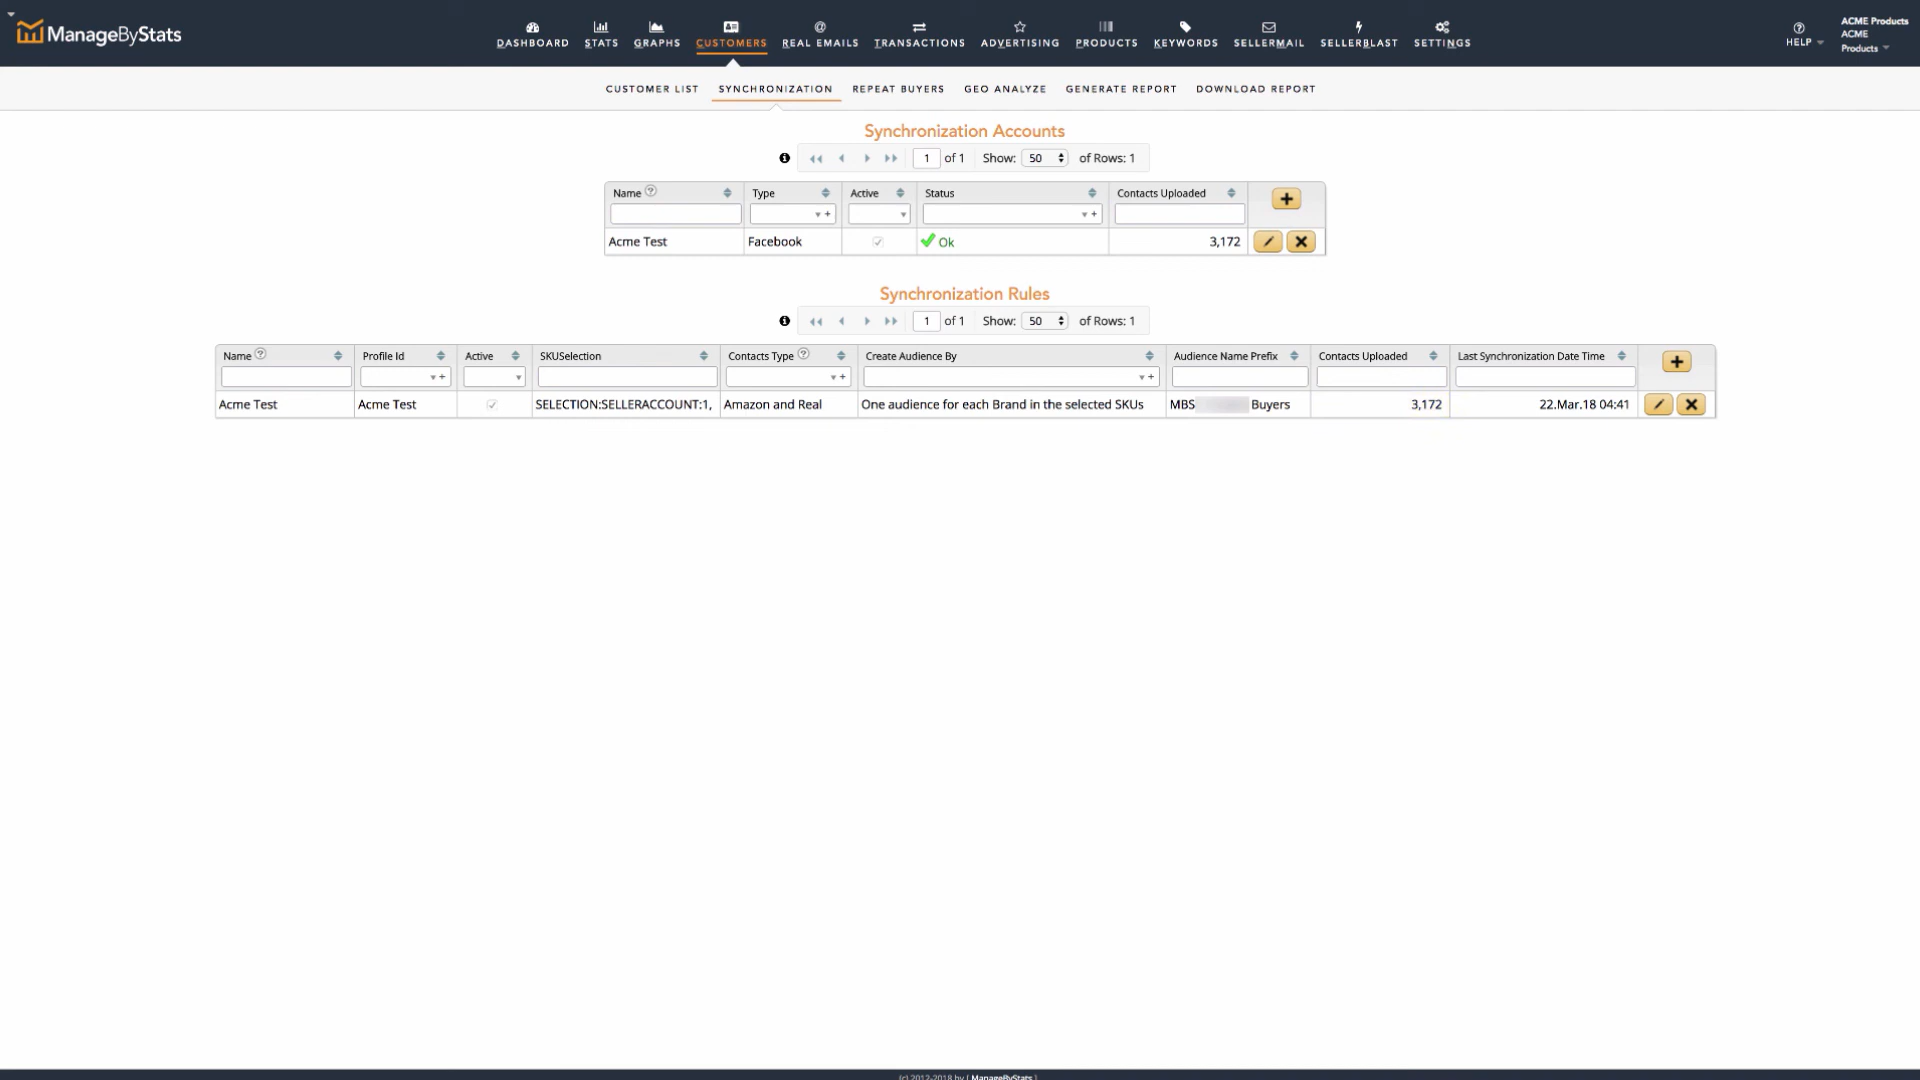 ManageByStats
DASHBOARD STATS GRAPHS CUSTOMERS REAL EMAILS TRANSACTIONS ADVERTISING PRODUCTS KEYWORDS SELLERMAIL SELLERBLAST SETTINGS
HELP
ACME Products
ACME
Products
CUSTOMER LIST SYNCHRONIZATION REPEAT BUYERS GEO ANALYZE GENERATE REPORT DOWNLOAD REPORT
Synchronization Accounts
1 of 1 Show: 50 of Rows: 1
Name Type Active Status Contacts Uploaded
Acme Test Facebook Ok 3,172
Synchronization Rules
1 of 1 Show: 50 of Rows: 1
Name Profile Id Active SKUSelection Contacts Type Create Audience By Audience Name Prefix Contacts Uploaded Last Synchronization Date Time
Acme Test Acme Test SELECTION:SELLERACCOUNT:1, Amazon and Real One audience for each Brand in the selected SKUs MBS Buyers 3,172 22.Mar.18 04:41
(c) 2012-2018 by [ ManageByStats ]